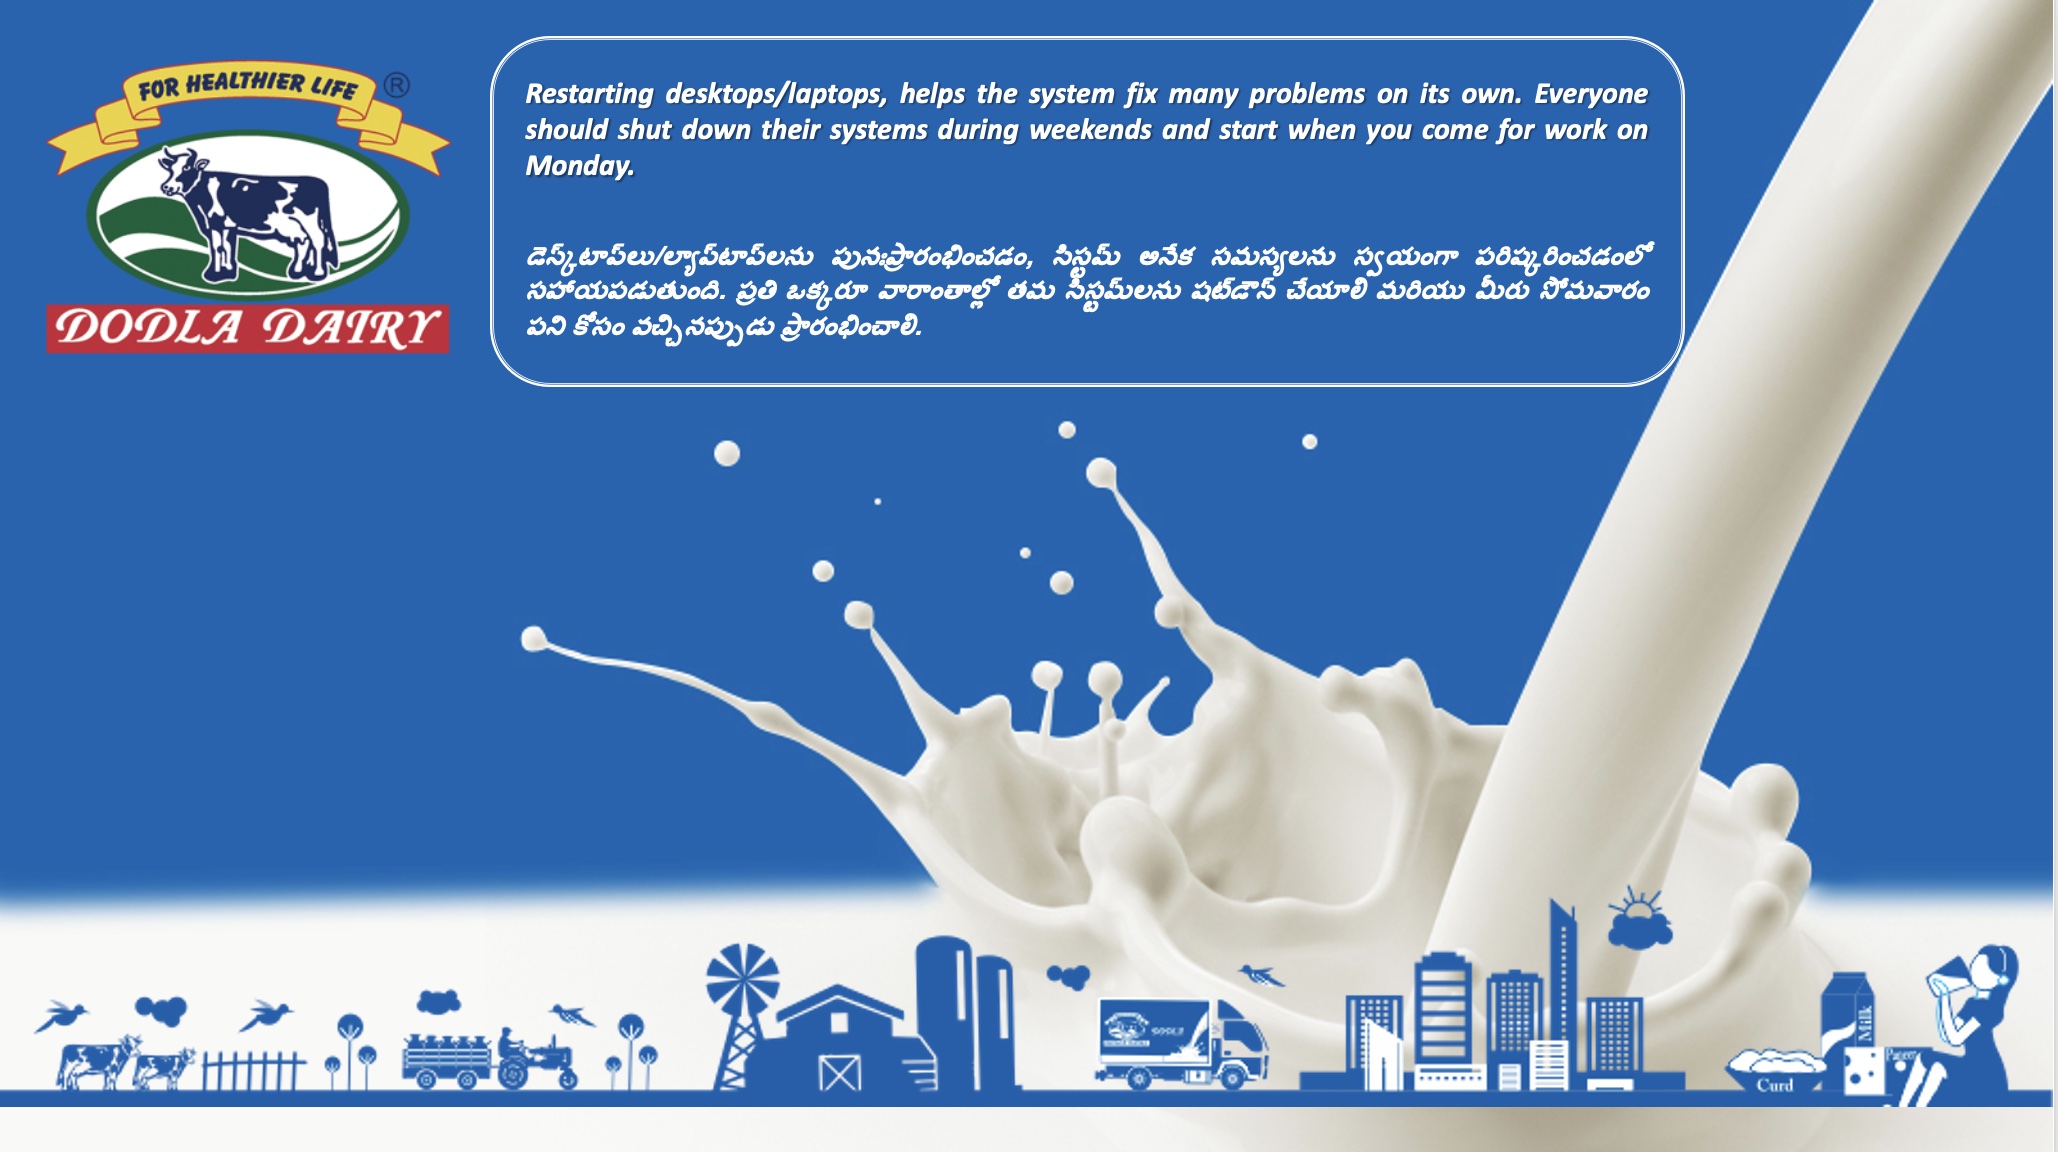 FOR HEALTHIER LIFE ®
DODLA DAIRY
Restarting desktops/laptops, helps the system fix many problems on its own. Everyone
should shut down their systems during weekends and start when you come for work on
Monday.
డెస్క్‌టాప్‌లు/ల్యాప్‌టాప్‌లను పునఃప్రారంభించడం, సిస్టమ్ అనేక సమస్యలను స్వయంగా పరిష్కరించడంలో
సహాయపడుతుంది. ప్రతి ఒక్కరూ వారాంతాల్లో తమ సిస్టమ్‌లను షట్‌డౌన్ చేయాలి మరియు మీరు సోమవారం
పని కోసం వచ్చినప్పుడు ప్రారంభించాలి.
DODLA
Milk
Paneer
Curd